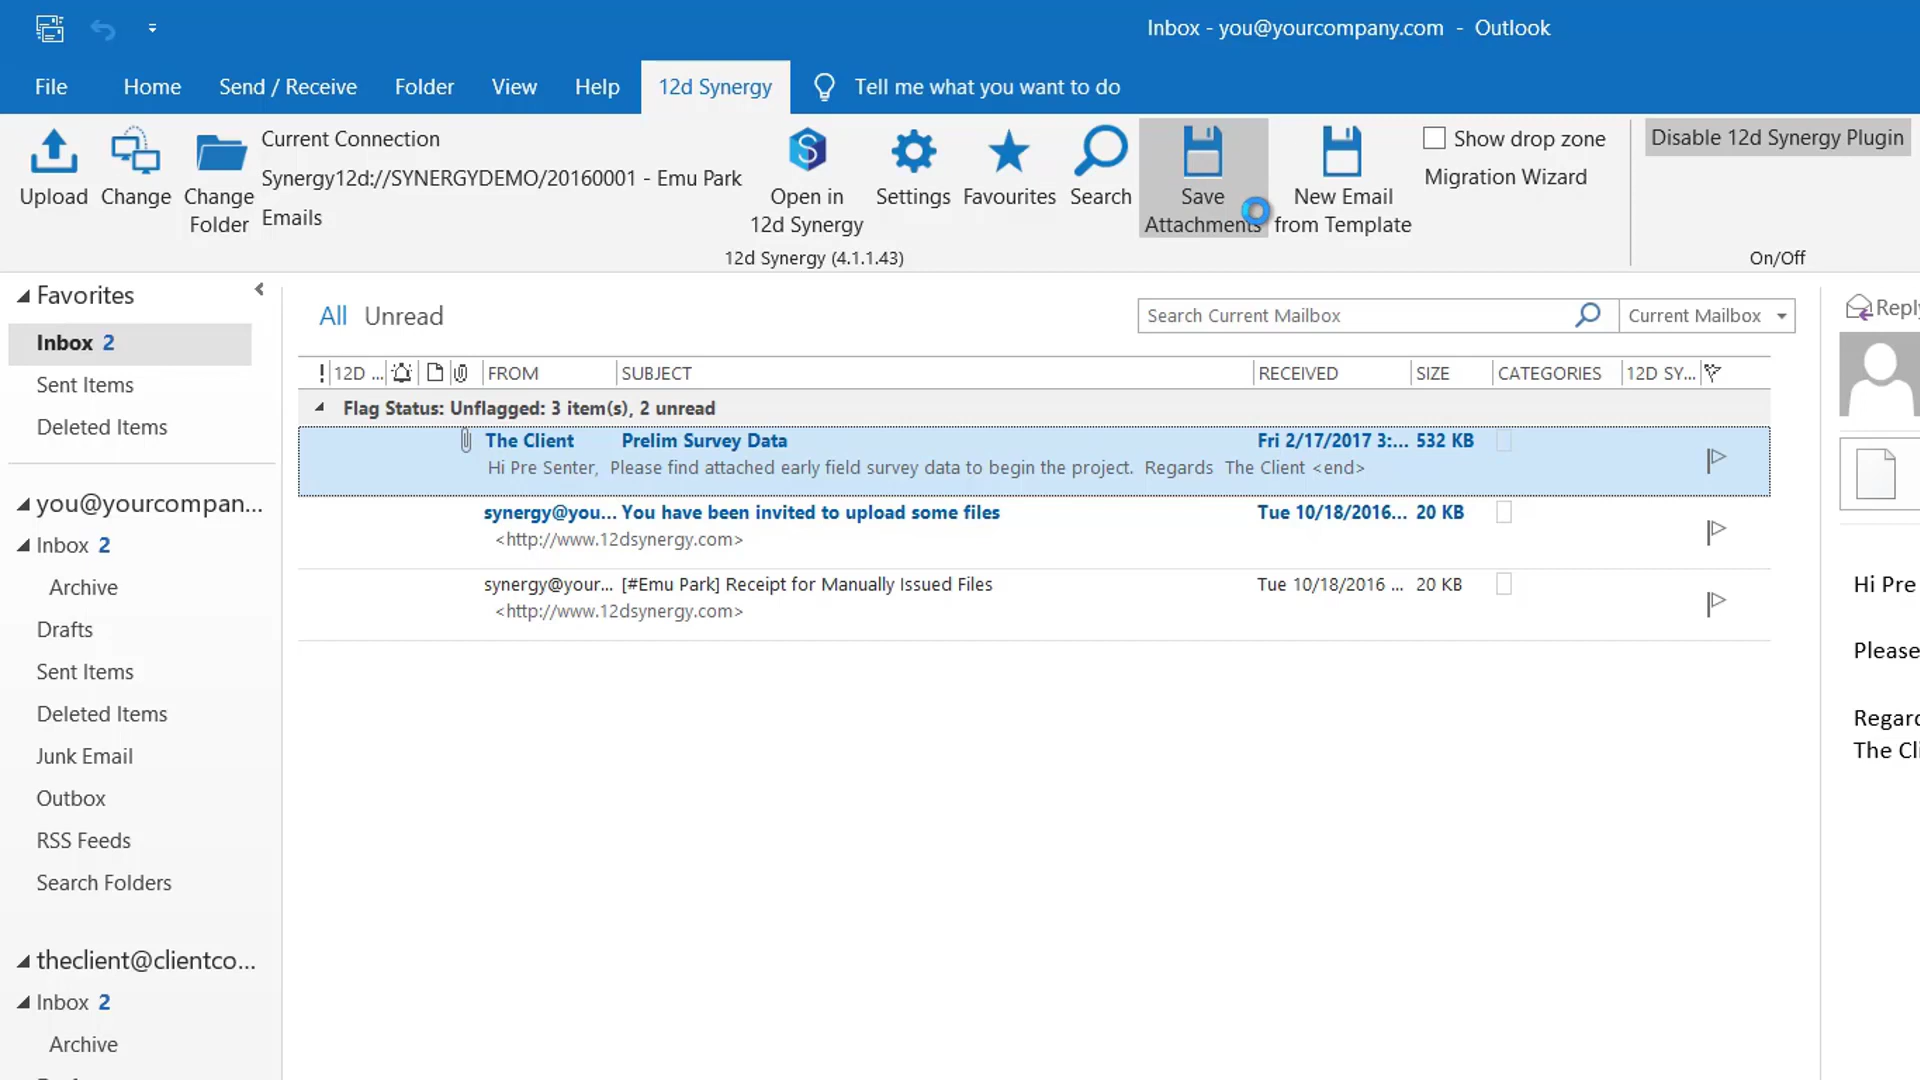 Inbox - you@yourcompany.com - Outlook
File Home Send / Receive Folder View Help 12d Synergy Tell me what you want to do
Upload
Change
Change Folder
Current Connection
Synergy12d://SYNERGYDEMO/20160001 - Emu Park
Emails
Open in 12d Synergy
Settings
Favourites
Search
Save Attachments
New Email from Template
Show drop zone
Migration Wizard
Disable 12d Synergy Plugin
12d Synergy (4.1.1.43)
On/Off
Favorites
Inbox 2
Sent Items
Deleted Items
you@yourcompan...
Inbox 2
Archive
Drafts
Sent Items
Deleted Items
Junk Email
Outbox
RSS Feeds
Search Folders
theclient@clientco...
Inbox 2
Archive
All Unread
Search Current Mailbox
Current Mailbox
! 12D ... FROM SUBJECT RECEIVED SIZE CATEGORIES 12D SY...
Flag Status: Unflagged: 3 item(s), 2 unread
The Client Prelim Survey Data Fri 2/17/2017 3:... 532 KB
Hi Pre Senter, Please find attached early field survey data to begin the project. Regards The Client <end>
synergy@you... You have been invited to upload some files Tue 10/18/2016... 20 KB
<http://www.12dsynergy.com>
synergy@your... [#Emu Park] Receipt for Manually Issued Files Tue 10/18/2016 ... 20 KB
<http://www.12dsynergy.com>
Reply
Hi Pre
Please
Regard
The Cli